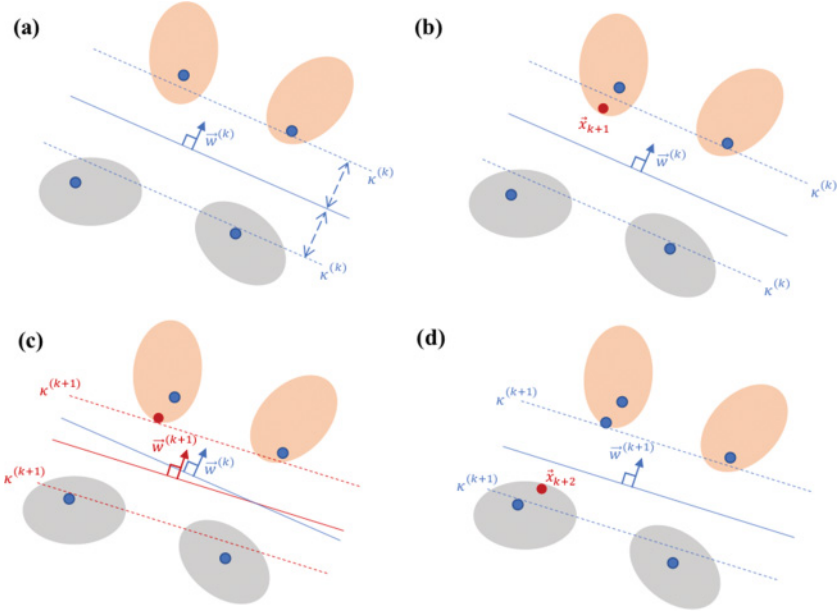 (a)
w⃗^(k)
κ^(k)
κ^(k)
(b)
x⃗_{k+1}
w⃗^(k)
κ^(k)
κ^(k)
(c)
κ^(k+1)
w⃗^(k+1)
w⃗^(k)
κ^(k+1)
(d)
κ^(k+1)
w⃗^(k+1)
κ^(k+1)
x⃗_{k+2}